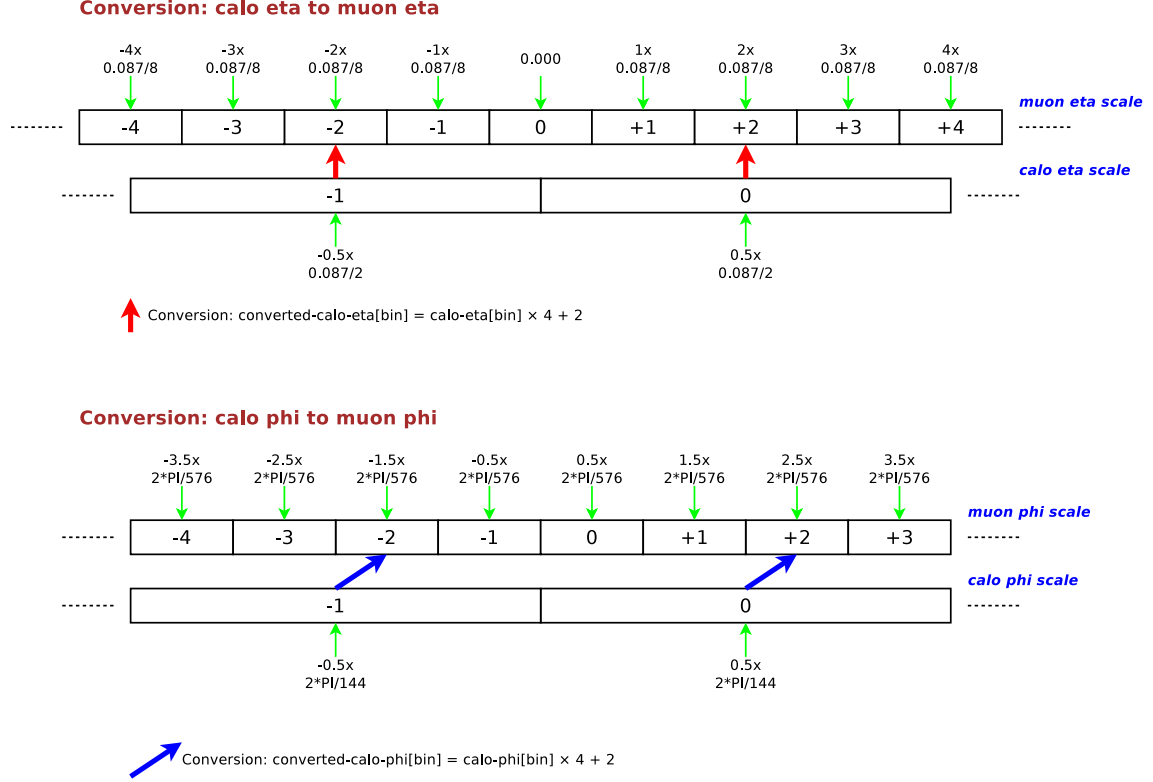 Conversion: calo eta to muon eta
-4x -3x -2x -1x 0.000 1x 2x 3x 4x
0.087/8 0.087/8 0.087/8 0.087/8 0.087/8 0.087/8 0.087/8 0.087/8
muon eta scale
-4 -3 -2 -1 0 +1 +2 +3 +4
calo eta scale
-1 0
-0.5x 0.5x
0.087/2 0.087/2
Conversion: converted-calo-eta[bin] = calo-eta[bin] × 4 + 2
Conversion: calo phi to muon phi
-3.5x -2.5x -1.5x -0.5x 0.5x 1.5x 2.5x 3.5x
2*PI/576 2*PI/576 2*PI/576 2*PI/576 2*PI/576 2*PI/576 2*PI/576 2*PI/576
muon phi scale
-4 -3 -2 -1 0 +1 +2 +3
calo phi scale
-1 0
-0.5x 0.5x
2*PI/144 2*PI/144
Conversion: converted-calo-phi[bin] = calo-phi[bin] × 4 + 2